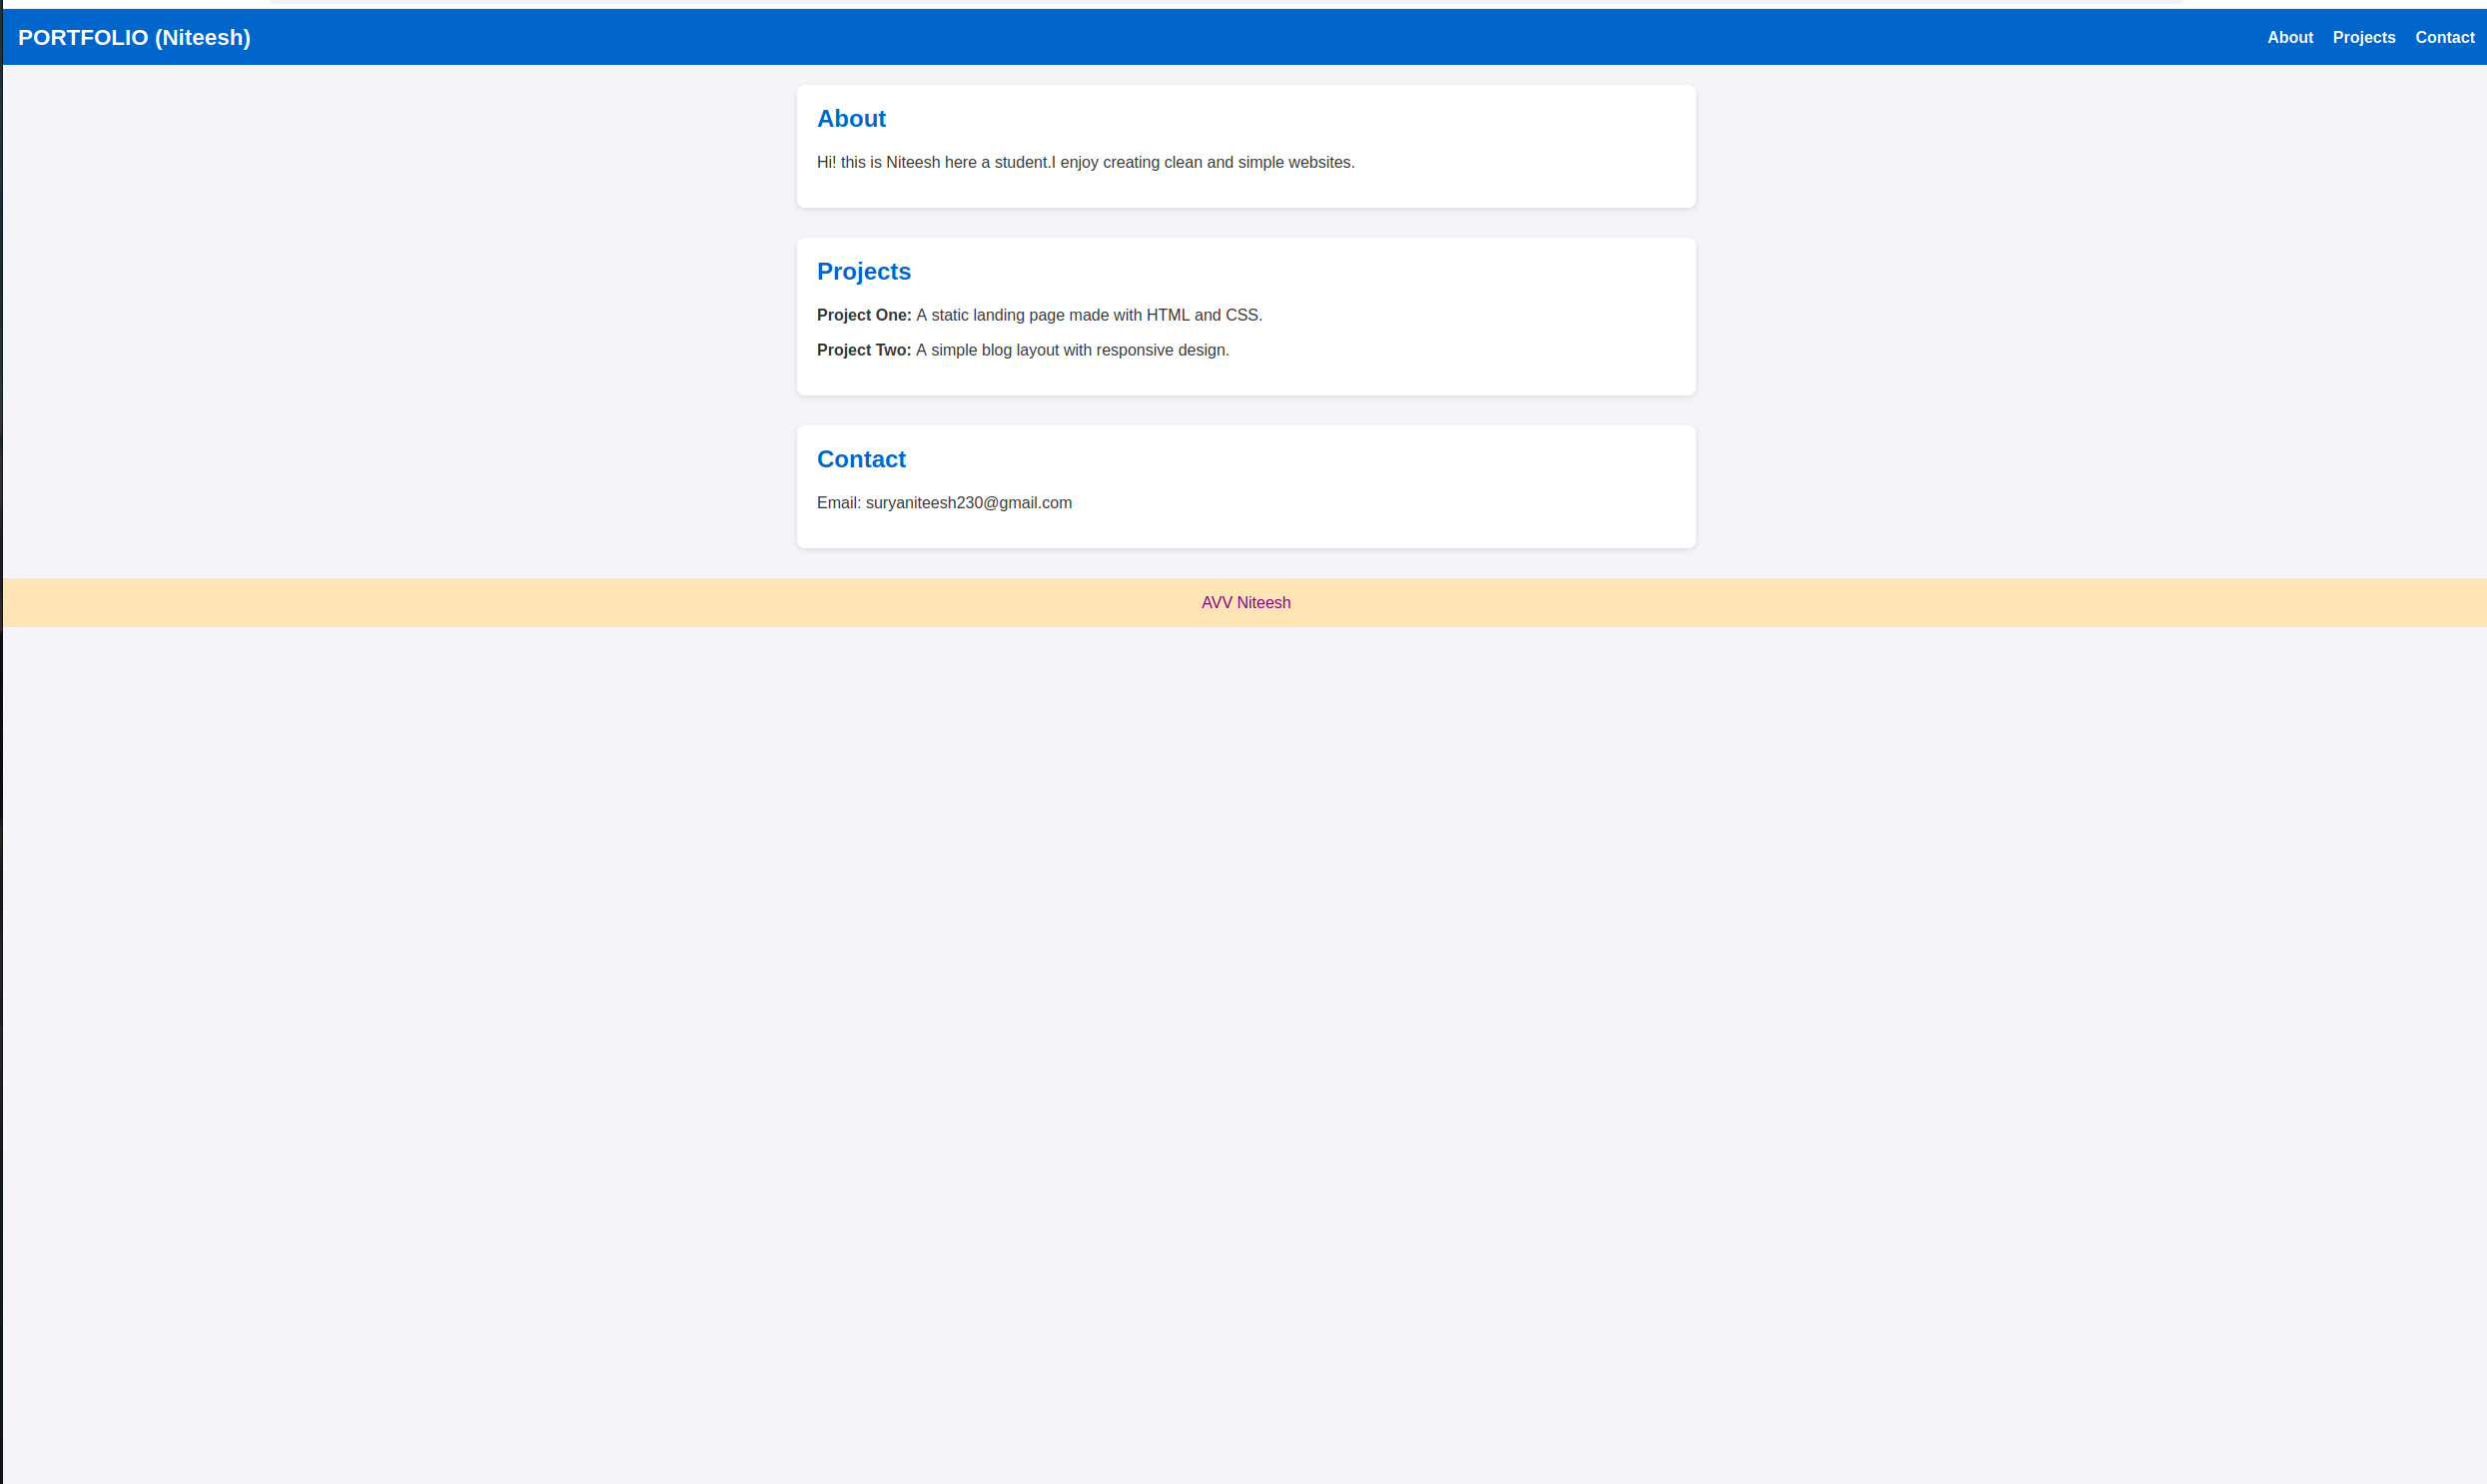 PORTFOLIO (Niteesh)
About Projects Contact
About
Hi! this is Niteesh here a student.I enjoy creating clean and simple websites.
Projects
Project One: A static landing page made with HTML and CSS.
Project Two: A simple blog layout with responsive design.
Contact
Email: suryaniteesh230@gmail.com
AVV Niteesh